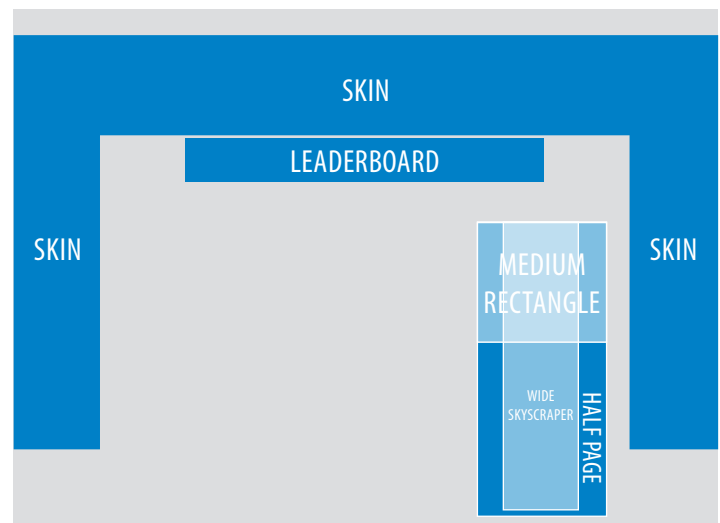 SKIN
LEADERBOARD
SKIN
SKIN
MEDIUM
RECTANGLE
WIDE
SKYSCRAPER
HALF PAGE